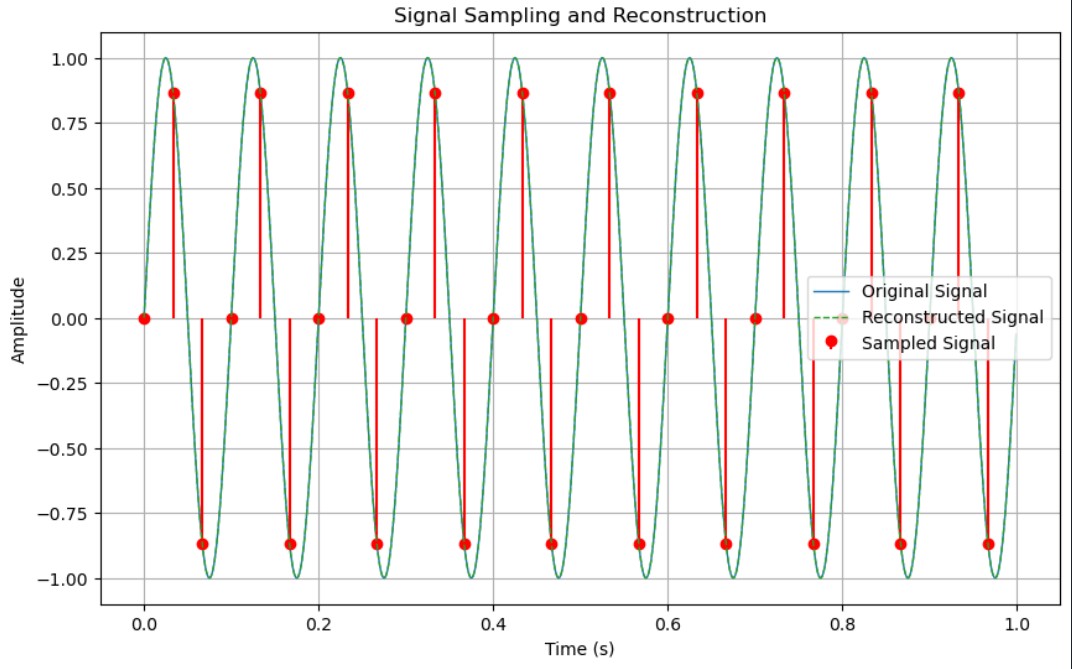 Signal Sampling and Reconstruction
1.00
0.75
0.50
0.25
0.00
−0.25
−0.50
−0.75
−1.00
Amplitude
Original Signal
Reconstructed Signal
Sampled Signal
0.0 0.2 0.4 0.6 0.8 1.0
Time (s)